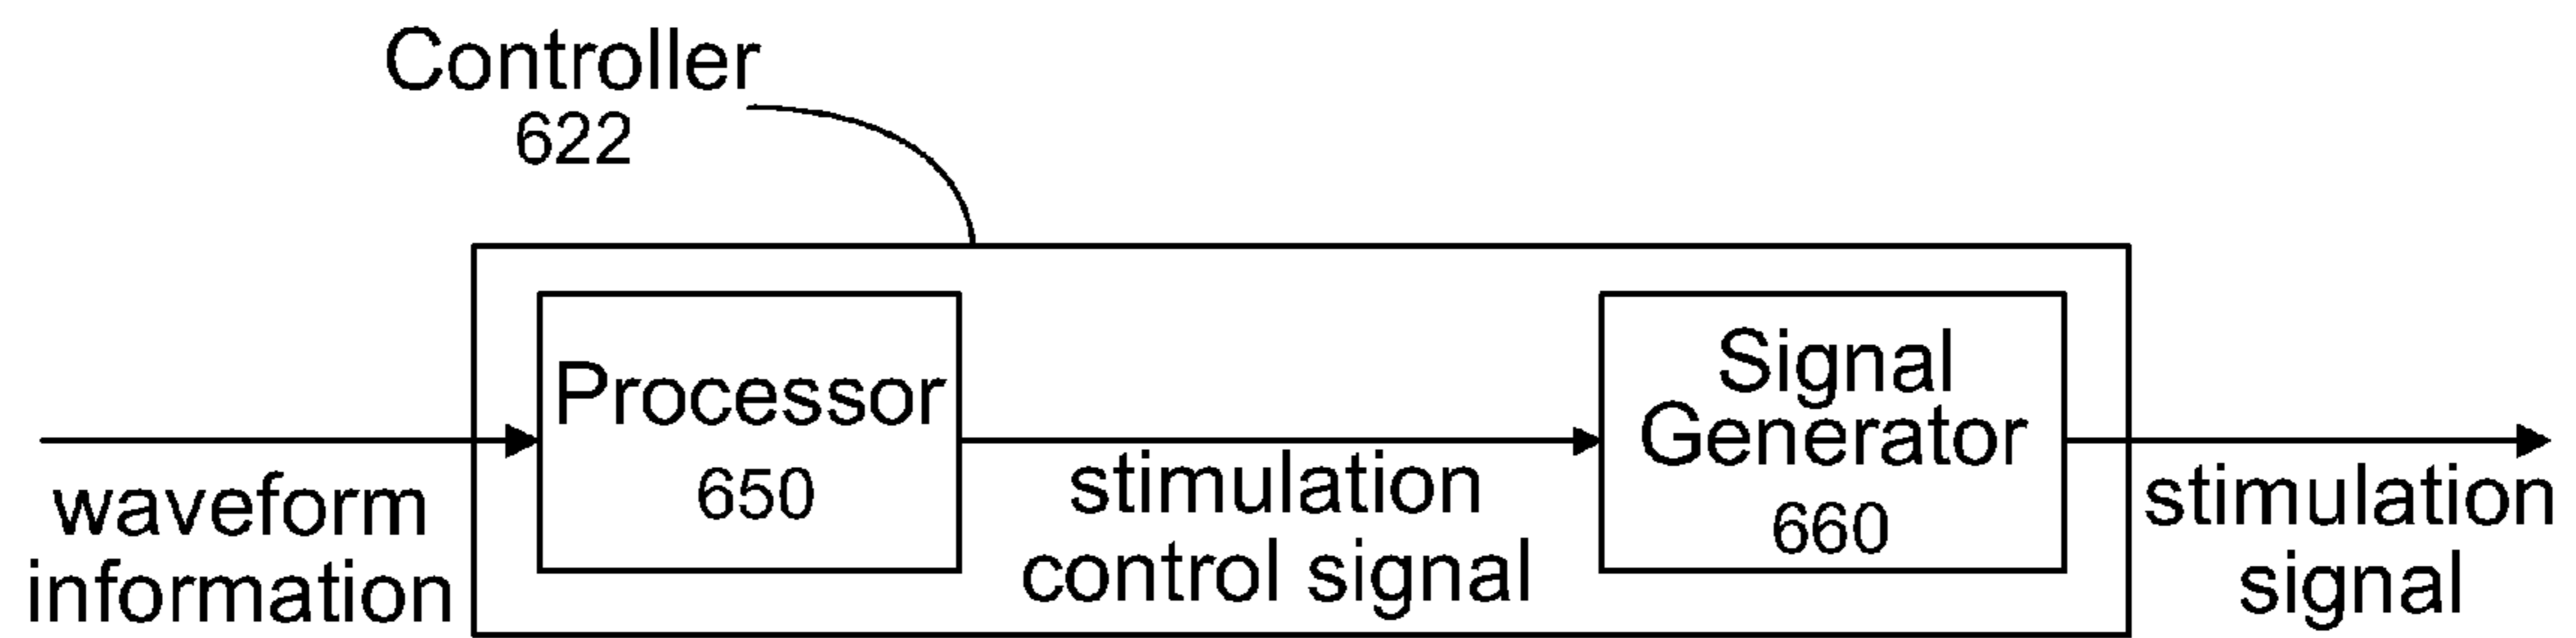 Controller
622
waveform
information
Processor
650
stimulation
control signal
Signal
Generator
660
stimulation
signal